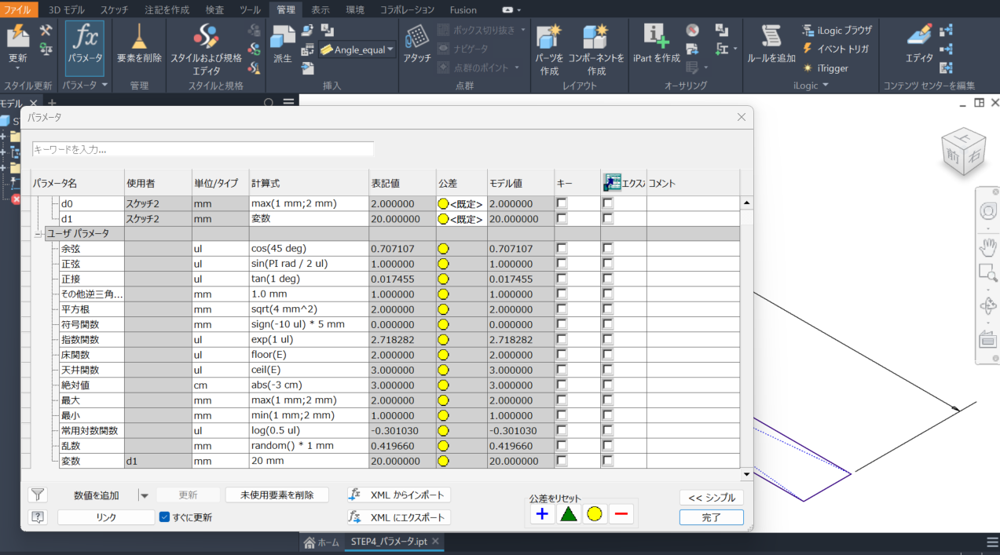 ファイル 3D モデル スケッチ 注記を作成 検査 ツール 管理 表示 環境 コラボレーション Fusion
更新 fx パラメータ 要素を削除 スタイルおよび規格 エディタ 派生 Angle_equal アタッチ ボックス切り抜き ナビゲータ 点群のポイント パーツを 作成 コンポーネントを 作成 iPart を作成 ルールを追加 iLogic ブラウザ イベント トリガ iTrigger エディタ
スタイル更新 パラメータ 管理 スタイルと規格 挿入 点群 レイアウト オーサリング iLogic コンテンツ センターを編集
モデル
パラメータ
キーワードを入力...
パラメータ名 使用者 単位/タイプ 計算式 表記値 公差 モデル値 キー コメント
d0 スケッチ2 mm max(1 mm;2 mm) 2.000000 <既定> 2.000000
d1 スケッチ2 mm 変数 20.000000 <既定> 20.000000
ユーザ パラメータ
余弦 ul cos(45 deg) 0.707107 0.707107
正弦 ul sin(PI rad / 2 ul) 1.000000 1.000000
正接 ul tan(1 deg) 0.017455 0.017455
その他逆三角... mm 1.0 mm 1.000000 1.000000
平方根 mm sqrt(4 mm^2) 2.000000 2.000000
符号関数 mm sign(-10 ul) * 5 mm 0.000000 0.000000
指数関数 ul exp(1 ul) 2.718282 2.718282
床関数 ul floor(E) 2.000000 2.000000
天井関数 ul ceil(E) 3.000000 3.000000
絶対値 cm abs(-3 cm) 3.000000 3.000000
最大 mm max(1 mm;2 mm) 2.000000 2.000000
最小 mm min(1 mm;2 mm) 1.000000 1.000000
常用対数関数 ul log(0.5 ul) -0.301030 -0.301030
乱数 mm random() * 1 mm 0.419660 0.419660
変数 d1 mm 20 mm 20.000000 20.000000
数値を追加 更新 未使用要素を削除 XML からインポート 公差をリセット << シンプル
リンク すぐに更新 XML にエクスポート 完了
上 前 右
ホーム STEP4_パラメータ.ipt